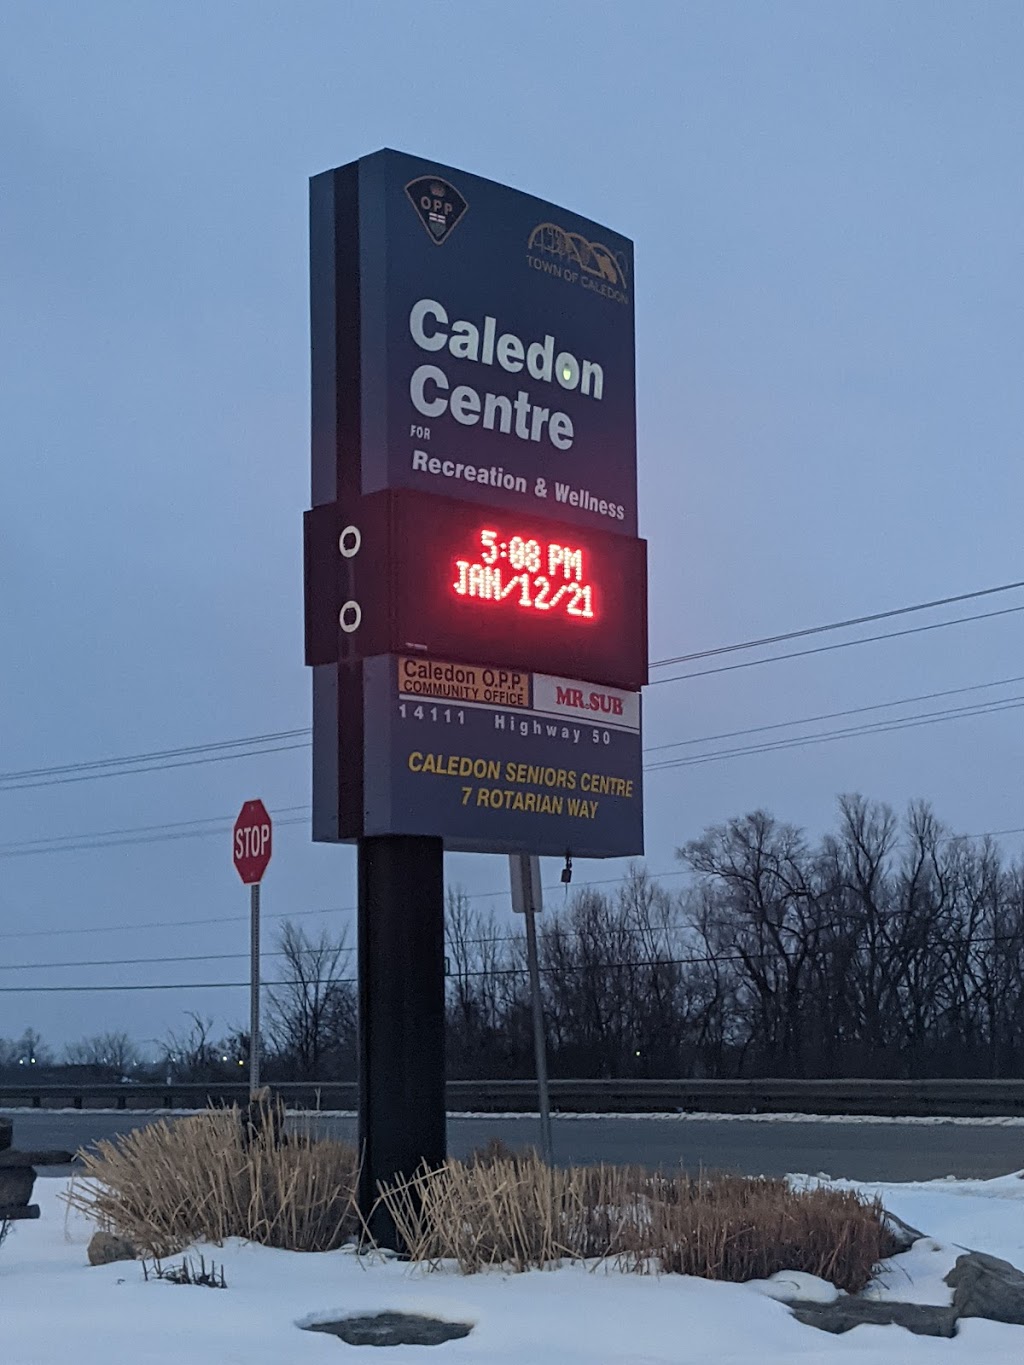 O.P.P
TOWN OF CALEDON
Caledon
Centre
FOR
Recreation & Wellness
5:08 PM
JAN/12/21
Caledon O.P.P.
COMMUNITY OFFICE
MR.SUB
14111 Highway 50
CALEDON SENIORS CENTRE
7 ROTARIAN WAY
STOP